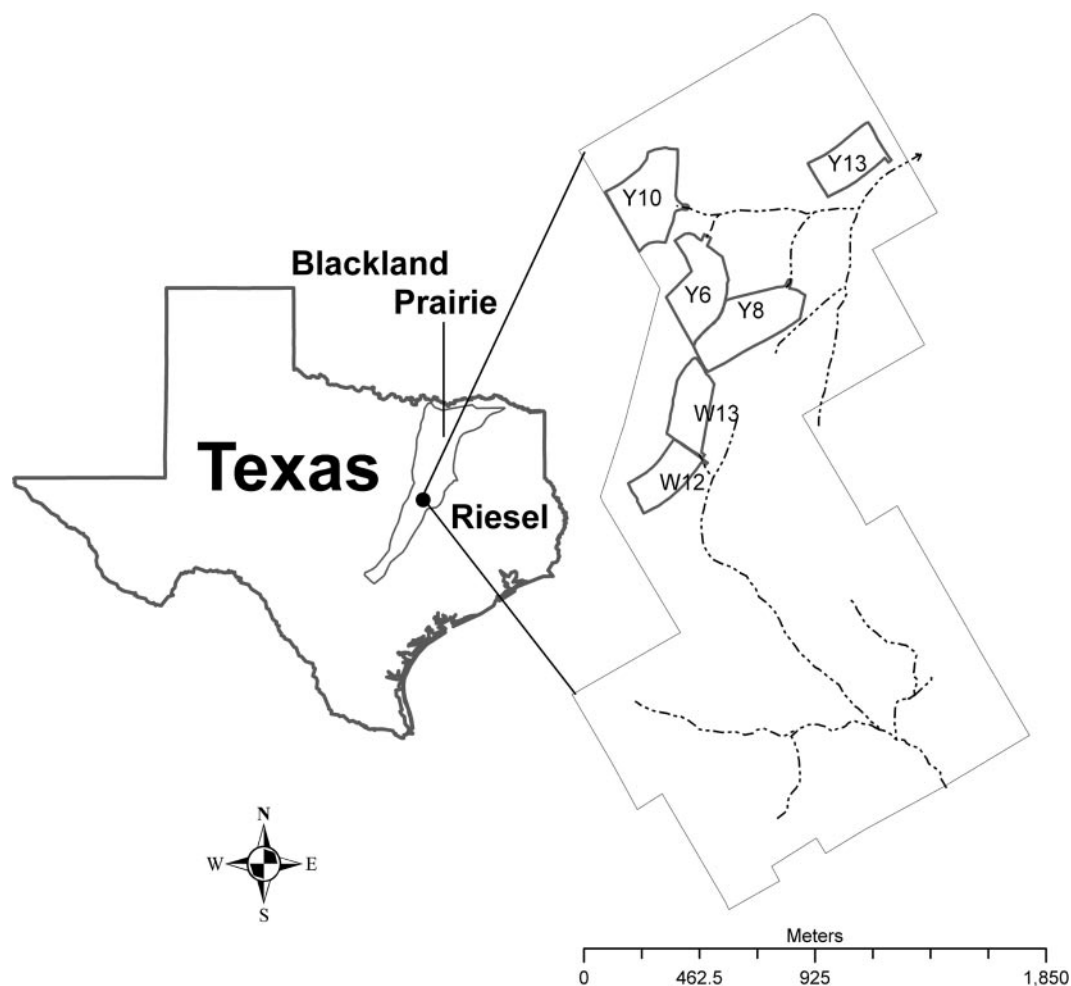 Y13
Y10
Blackland
Prairie
Y6
Y8
W13
Texas
W12
Riesel
N
W
E
S
Meters
0
462.5
925
1,850